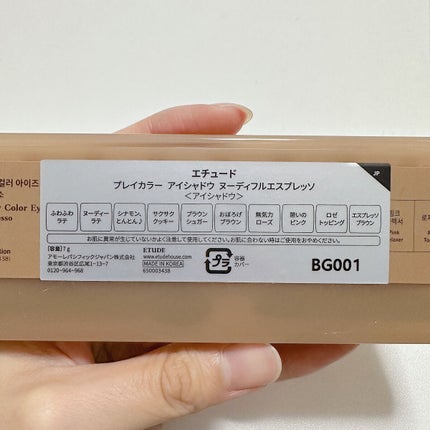 エチュード
プレイカラー アイシャドウ ヌーディフルエスプレッソ
<アイシャドウ>
JP
ふわふわ ラテ
ヌーディー ラテ
シナモン、 とんとん♪
サクサク クッキー
ブラウン シュガー
おぼろげ ブラウン
無気力 ローズ
憩いの ピンク
ロゼ トッピング
エスプレッソ ブラウン
お肌に異常が生じていないかよく注意して使用してください。お肌に合わない時はご使用をおやめください。
[容量] 7g
アモーレパシフィックジャパン株式会社
東京都渋谷区広尾1-13-7
0120-964-968
ETUDE
www.etudehouse.com
MADE IN KOREA
650003438
プラ
容器
カバー
BG001
컬러 아이즈
Color Ey
esso